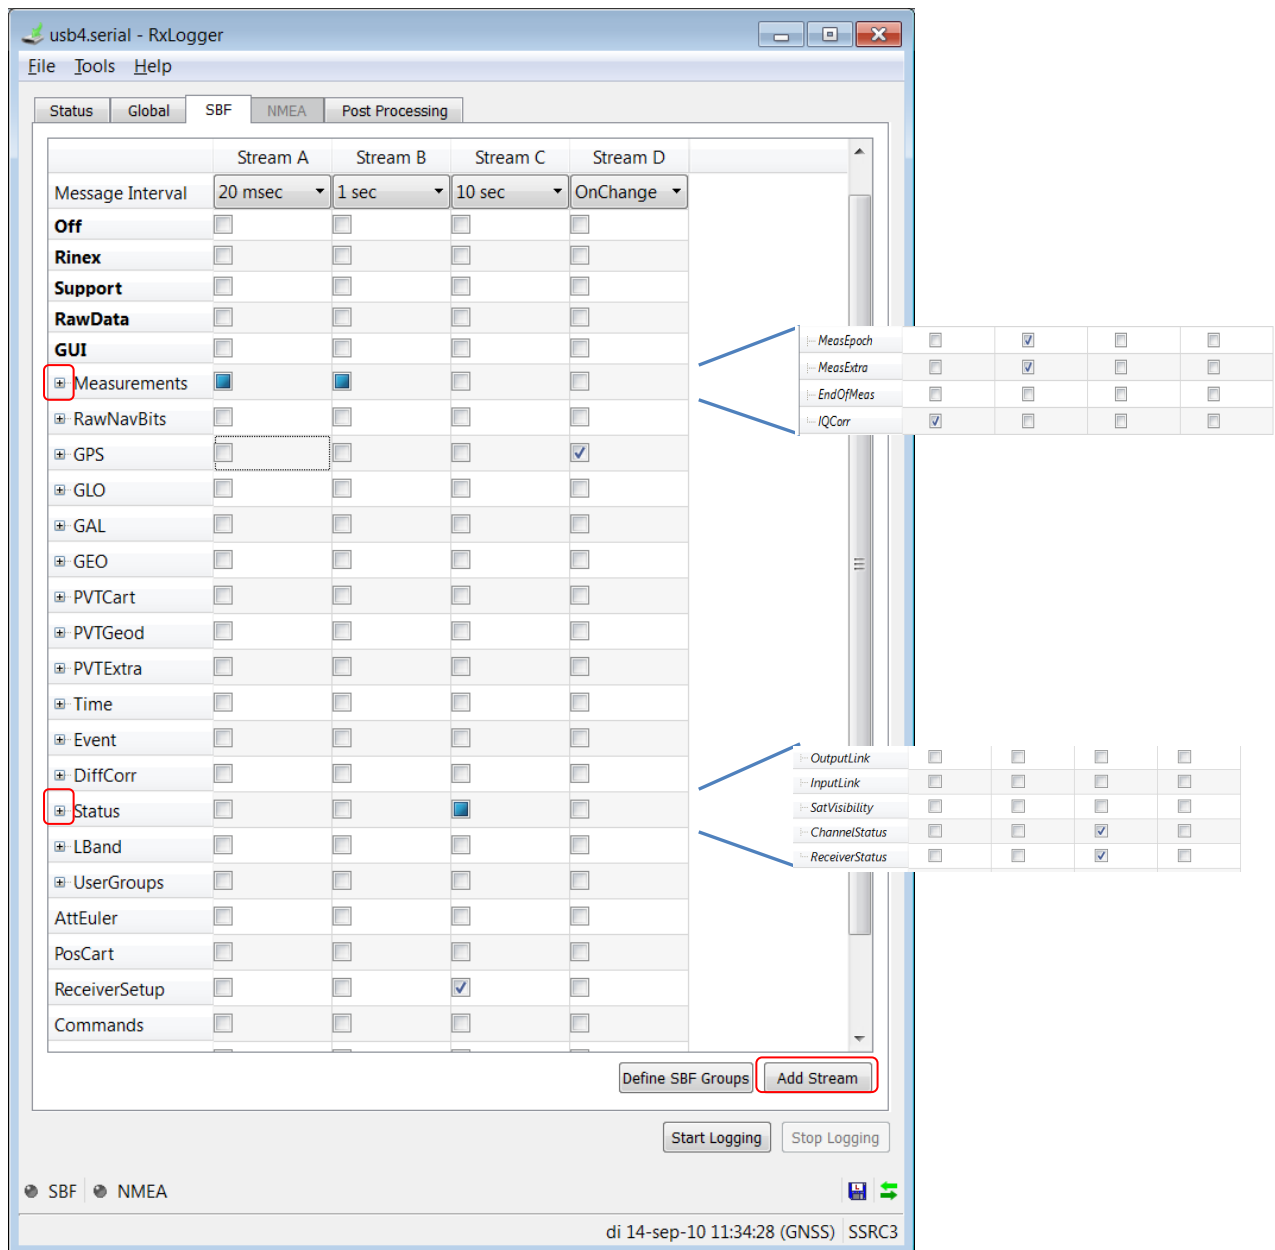 usb4.serial - RxLogger
File Tools Help
Status Global SBF NMEA Post Processing
Stream A Stream B Stream C Stream D
Message Interval 20 msec 1 sec 10 sec OnChange
Off
Rinex
Support
RawData
GUI
Measurements
RawNavBits
GPS
GLO
GAL
GEO
PVTCart
PVTGeod
PVTExtra
Time
Event
DiffCorr
Status
LBand
UserGroups
AttEuler
PosCart
ReceiverSetup
Commands
MeasEpoch
MeasExtra
EndOfMeas
IQCorr
OutputLink
InputLink
SatVisibility
ChannelStatus
ReceiverStatus
Define SBF Groups Add Stream
Start Logging Stop Logging
SBF NMEA
di 14-sep-10 11:34:28 (GNSS) SSRC3